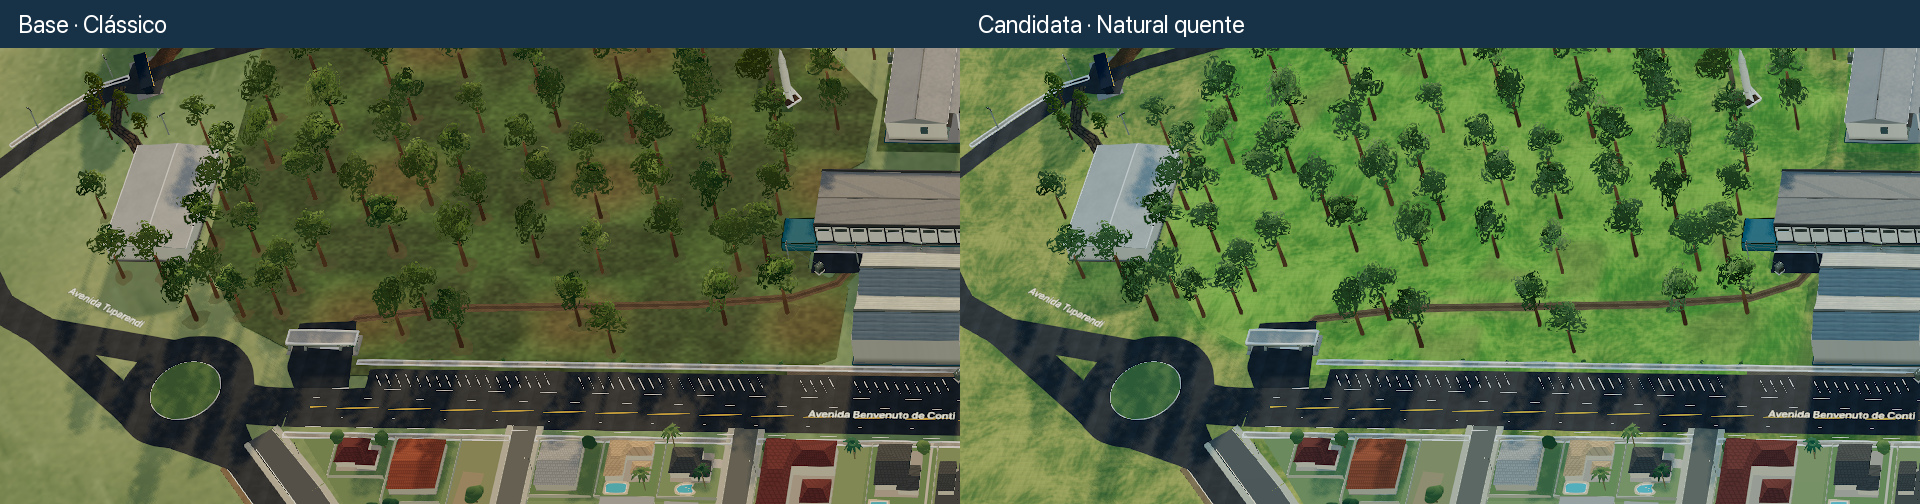 Base · Clássico
Candidata · Natural quente
Avenida Tuparendi
Avenida Benvenuto de Conti
Avenida Tuparendi
Avenida Benvenuto de Conti